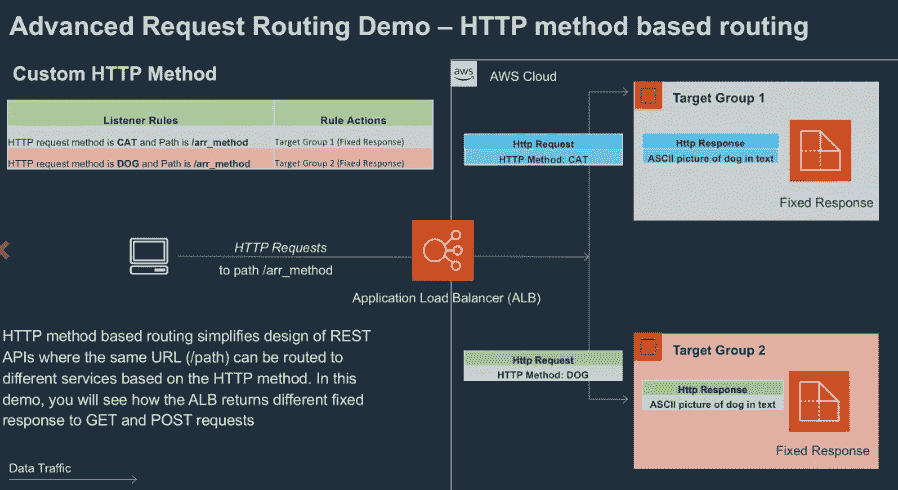 Advanced Request Routing Demo – HTTP method based routing
Custom HTTP Method
Listener Rules
Rule Actions
HTTP request method is CAT and Path is /arr_method
Target Group 1 (Fixed Response)
HTTP request method is DOG and Path is /arr_method
Target Group 2 (Fixed Response)
HTTP Requests
to path /arr_method
Application Load Balancer (ALB)
HTTP method based routing simplifies design of REST
APIs where the same URL (/path) can be routed to
different services based on the HTTP method. In this
demo, you will see how the ALB returns different fixed
response to GET and POST requests
Data Traffic
aws
AWS Cloud
Http Request
HTTP Method: CAT
Target Group 1
Http Response
ASCII picture of dog in text
Fixed Response
Http Request
HTTP Method: DOG
Target Group 2
Http Response
ASCII picture of dog in text
Fixed Response